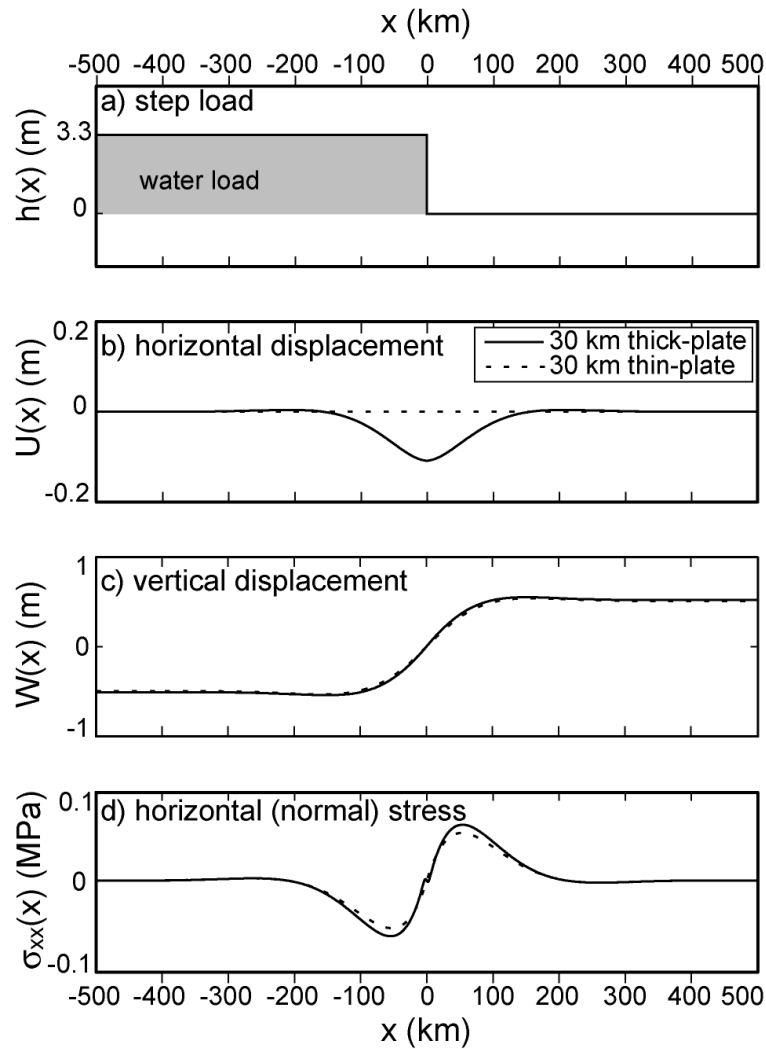 x (km)
-500 -400 -300 -200 -100 0 100 200 300 400 500
a) step load
3.3
water load
0
h(x) (m)
0.2
b) horizontal displacement
30 km thick-plate
30 km thin-plate
0
-0.2
U(x) (m)
1
c) vertical displacement
0
-1
W(x) (m)
0.1
d) horizontal (normal) stress
0
-0.1
σxx(x) (MPa)
-500 -400 -300 -200 -100 0 100 200 300 400 500
x (km)